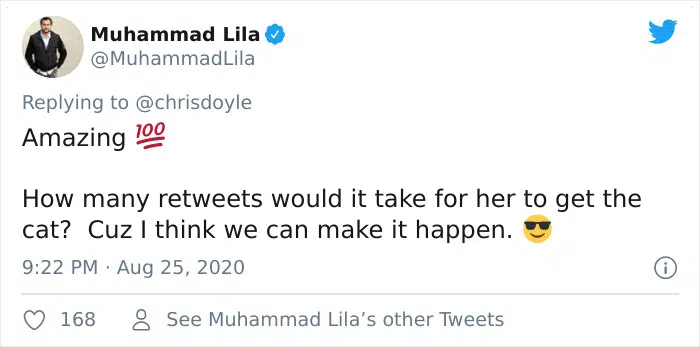 Muhammad Lila
@MuhammadLila
Replying to @chrisdoyle
Amazing 💯
How many retweets would it take for her to get the
cat?  Cuz I think we can make it happen. 😎
9:22 PM · Aug 25, 2020
168
See Muhammad Lila’s other Tweets